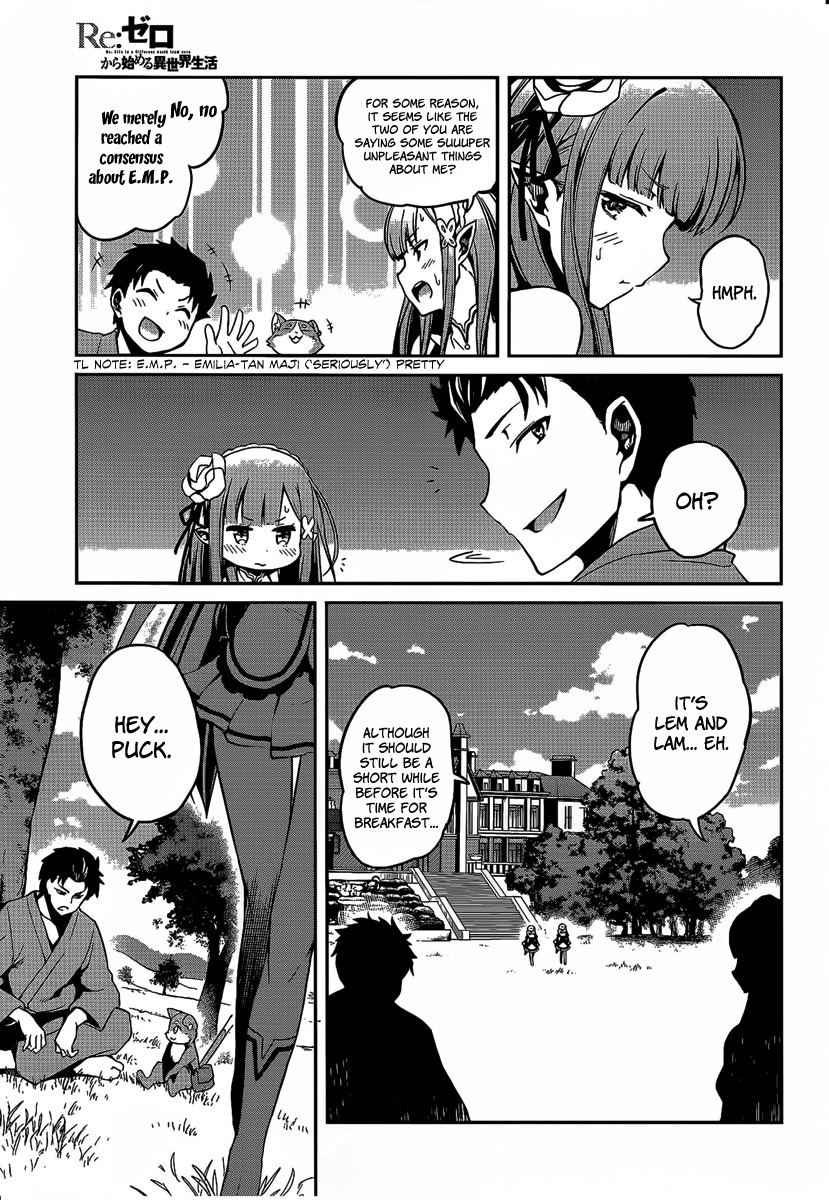 Re:ゼロ
Re: Life in a different world from zero
から始める異世界生活
HMPH.
FOR SOME REASON,
IT SEEMS LIKE THE
TWO OF YOU ARE
SAYING SOME SUUUPER
UNPLEASANT THINGS
ABOUT ME?
No, no
We merely
reached a
consensus
about E.M.P.
TL NOTE: E.M.P. - EMILIA-TAN MAJI ("SERIOUSLY") PRETTY
OH?
IT'S
LEM AND
LAM... EH.
ALTHOUGH
IT SHOULD
STILL BE A
SHORT WHILE
BEFORE IT'S
TIME FOR
BREAKFAST...
HEY...
PUCK.